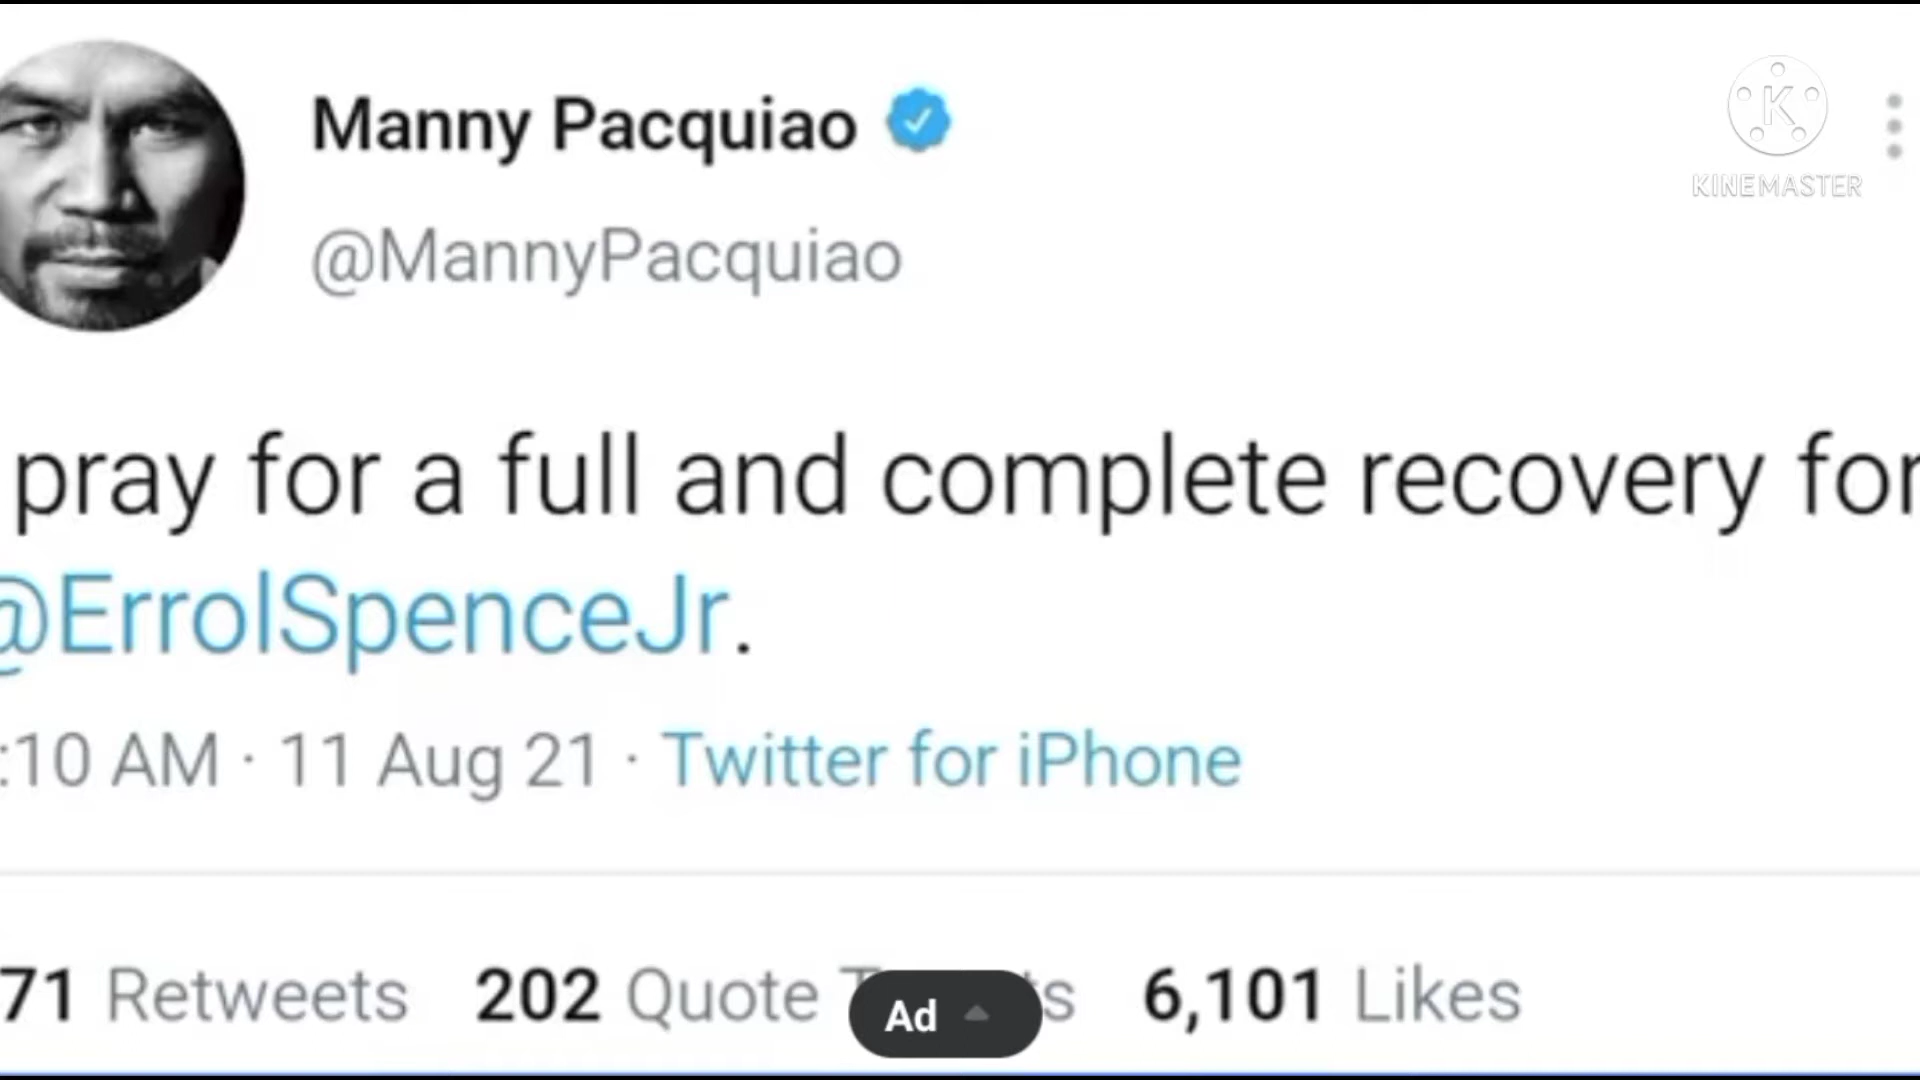 Manny Pacquiao
KINEMASTER
@MannyPacquiao
pray for a full and complete recovery for
@ErrolSpenceJr.
:10 AM · 11 Aug 21 · Twitter for iPhone
71 Retweets 202 Quote 6,101 Likes
Ad